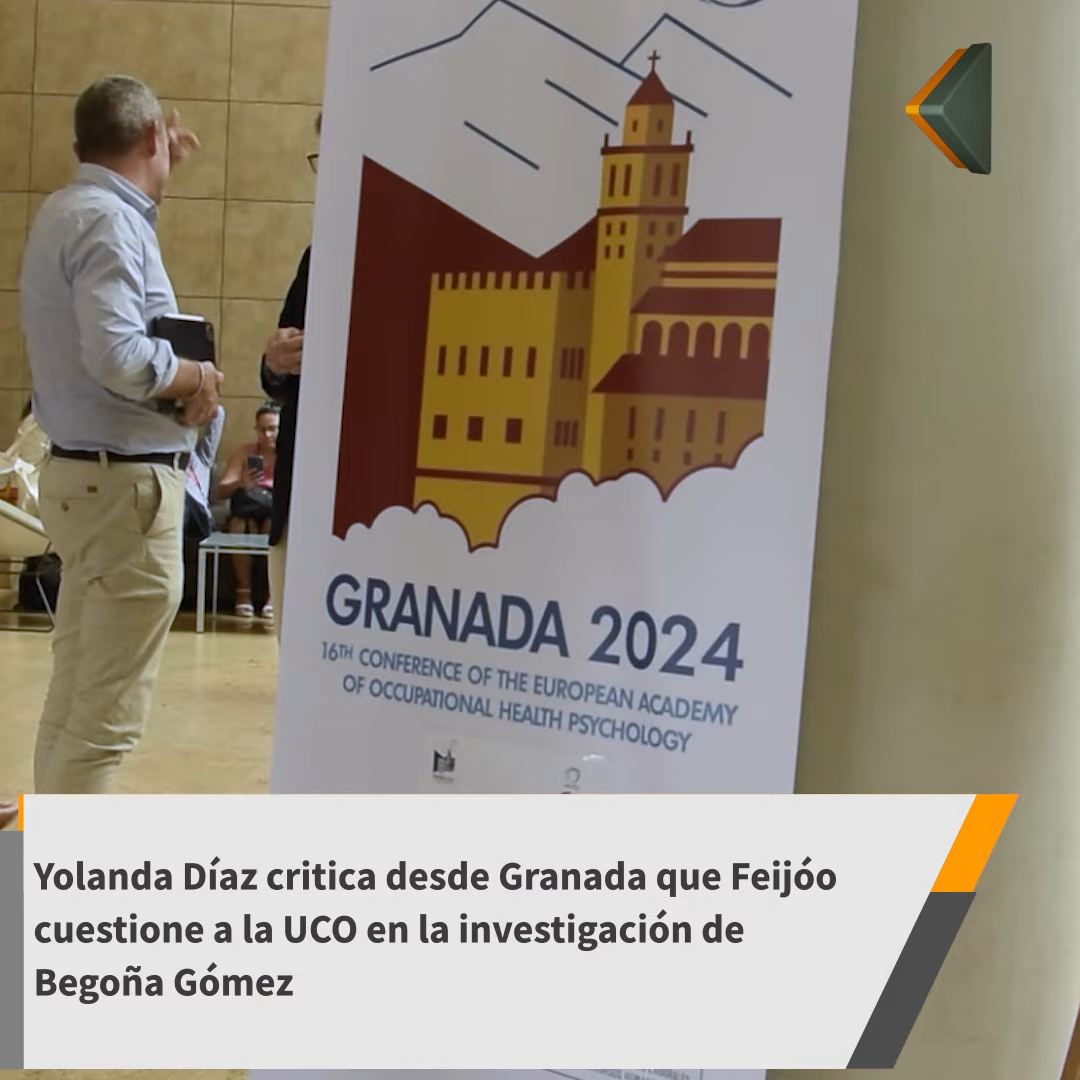 GRANADA 2024
16TH CONFERENCE OF THE EUROPEAN ACADEMY
OF OCCUPATIONAL HEALTH PSYCHOLOGY
Yolanda Díaz critica desde Granada que Feijóo
cuestione a la UCO en la investigación de
Begoña Gómez